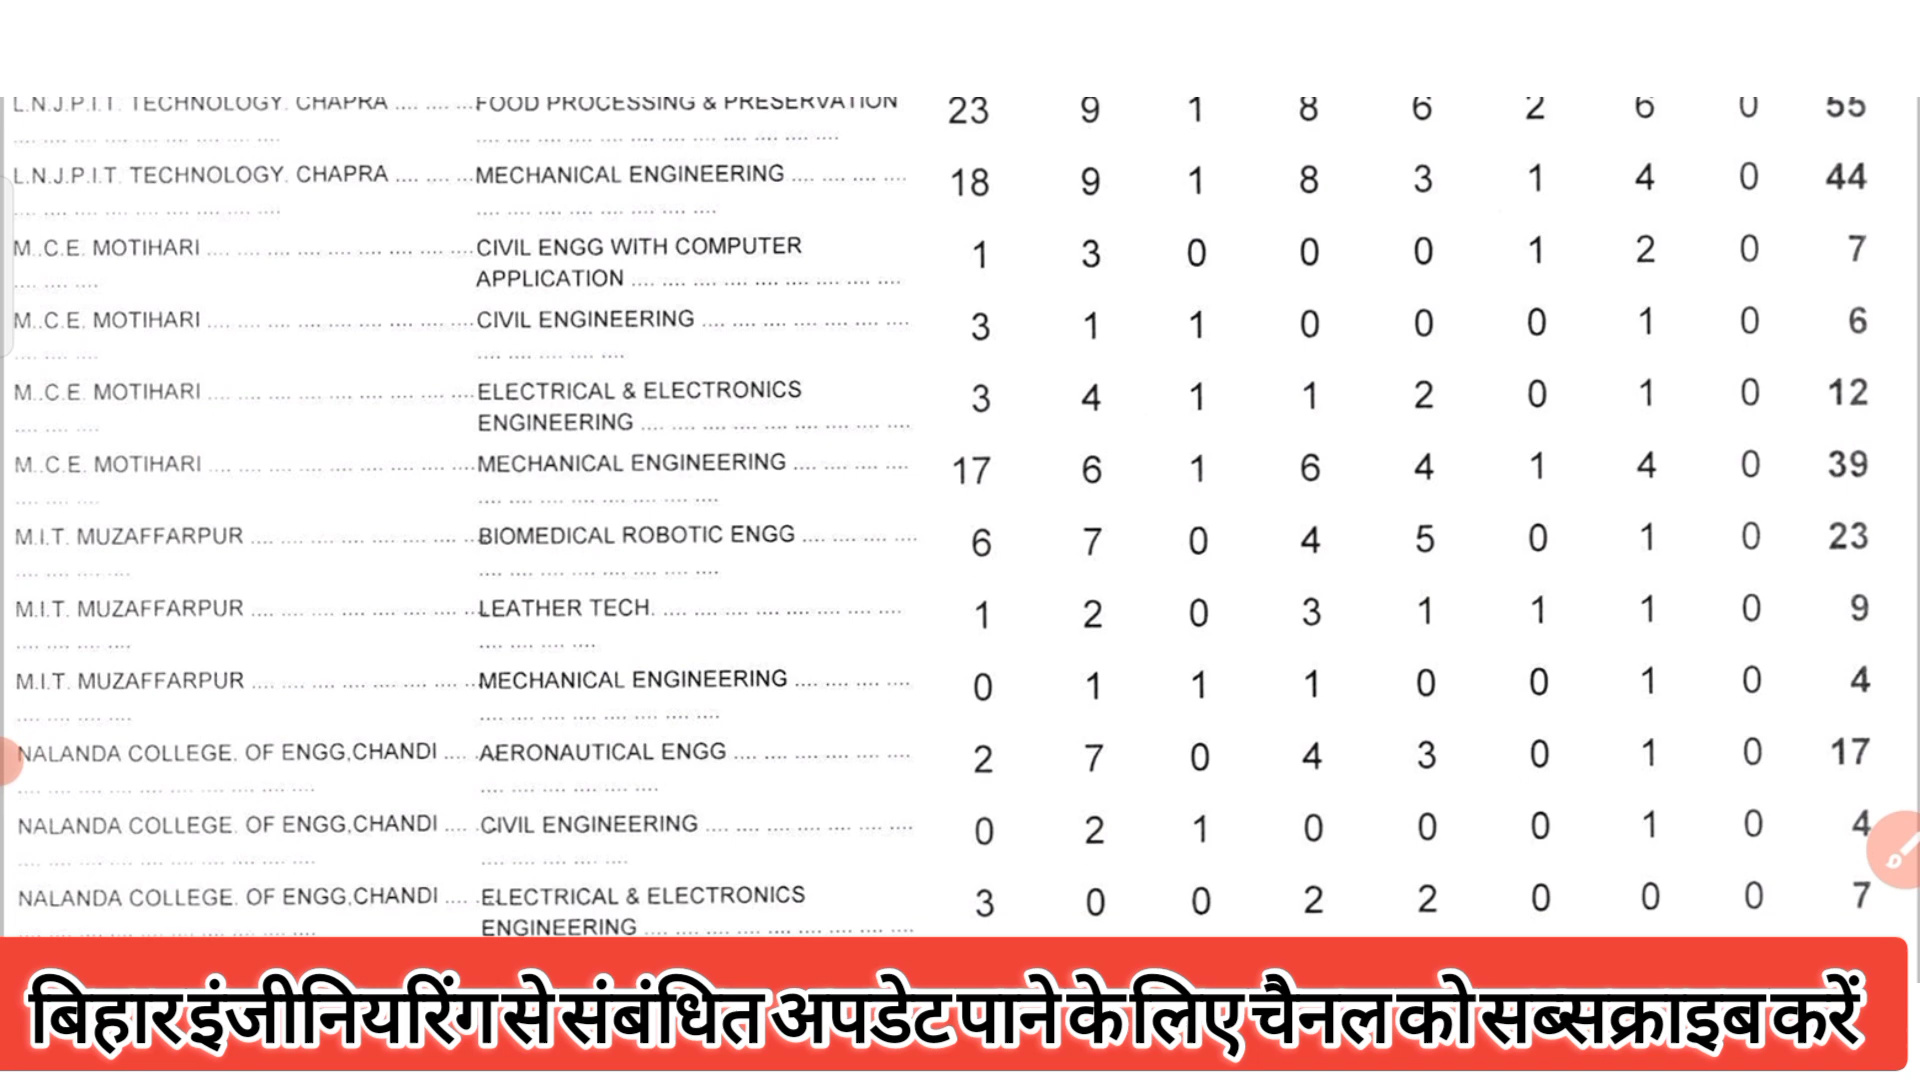 L.N.J.P.I.T. TECHNOLOGY. CHAPRA .... .... ....FOOD PROCESSING & PRESERVATION 23 9 1 8 6 2 6 0 55
L.N.J.P.I.T. TECHNOLOGY. CHAPRA .... .... ....MECHANICAL ENGINEERING .... .... .... .... 18 9 1 8 3 1 4 0 44
M..C.E. MOTIHARI .... .... .... .... .... .... .... .... ....CIVIL ENGG WITH COMPUTER 1 3 0 0 0 1 2 0 7
APPLICATION .... .... .... .... .... .... .... .... ....
M..C.E. MOTIHARI .... .... .... .... .... .... .... .... ....CIVIL ENGINEERING .... .... .... .... .... .... .... 3 1 1 0 0 0 1 0 6
M..C.E. MOTIHARI .... .... .... .... .... .... .... .... ....ELECTRICAL & ELECTRONICS 3 4 1 1 2 0 1 0 12
ENGINEERING .... .... .... .... .... .... .... .... ....
M..C.E. MOTIHARI .... .... .... .... .... .... .... .... ....MECHANICAL ENGINEERING .... .... .... .... 17 6 1 6 4 1 4 0 39
M.I.T. MUZAFFARPUR .... .... .... .... .... .... .... ....BIOMEDICAL ROBOTIC ENGG .... .... .... .... 6 7 0 4 5 0 1 0 23
M.I.T. MUZAFFARPUR .... .... .... .... .... .... .... ....LEATHER TECH. .... .... .... .... .... .... .... .... 1 2 0 3 1 1 1 0 9
M.I.T. MUZAFFARPUR .... .... .... .... .... .... .... ....MECHANICAL ENGINEERING .... .... .... .... 0 1 1 1 0 0 1 0 4
NALANDA COLLEGE. OF ENGG,CHANDI .... .AERONAUTICAL ENGG .... .... .... .... .... .... 2 7 0 4 3 0 1 0 17
NALANDA COLLEGE. OF ENGG,CHANDI .... .CIVIL ENGINEERING .... .... .... .... .... .... .... 0 2 1 0 0 0 1 0 4
NALANDA COLLEGE. OF ENGG,CHANDI .... .ELECTRICAL & ELECTRONICS 3 0 0 2 2 0 0 0 7
ENGINEERING .... .... .... .... .... .... .... .... ....
बिहार इंजीनियरिंग से संबंधित अपडेट पाने के लिए चैनल को सब्सक्राइब करें